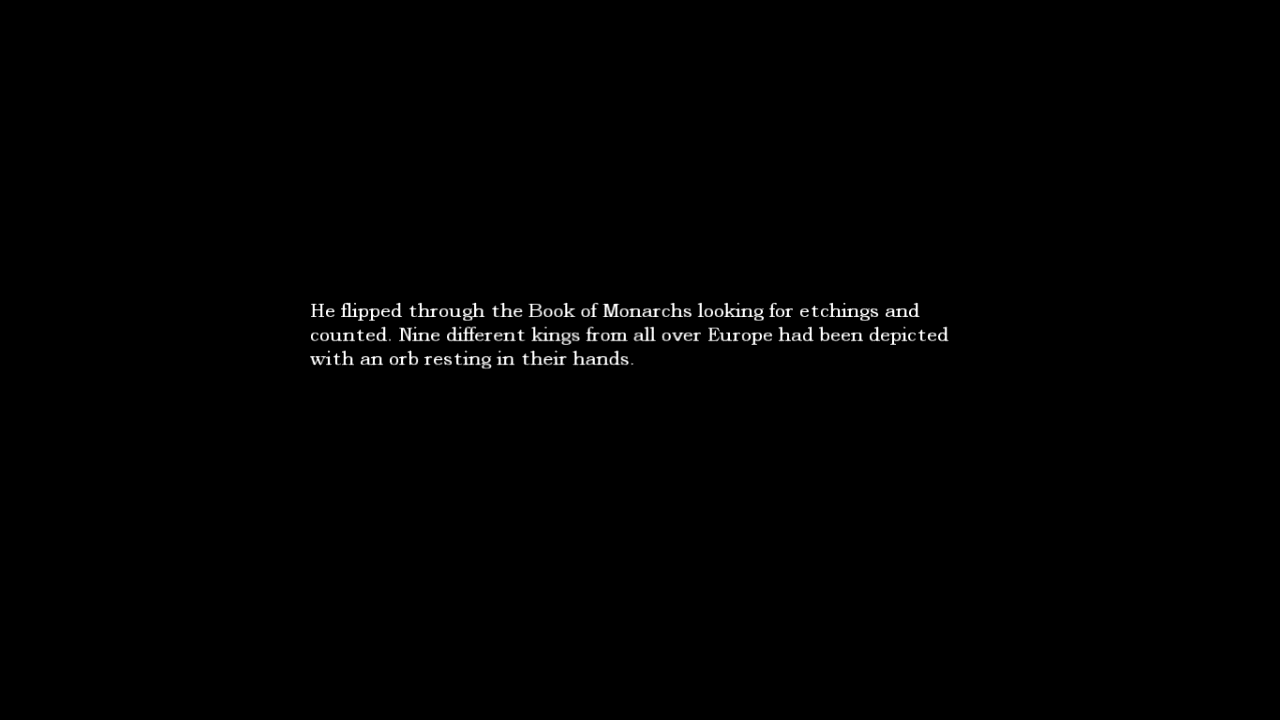 He flipped through the Book of Monarchs looking for etchings and
counted. Nine different kings from all over Europe had been depicted
with an orb resting in their hands.